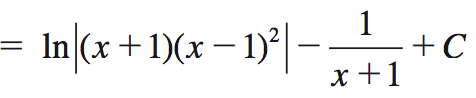 = ln|(x + 1)(x − 1)²| − 1/(x + 1) + C